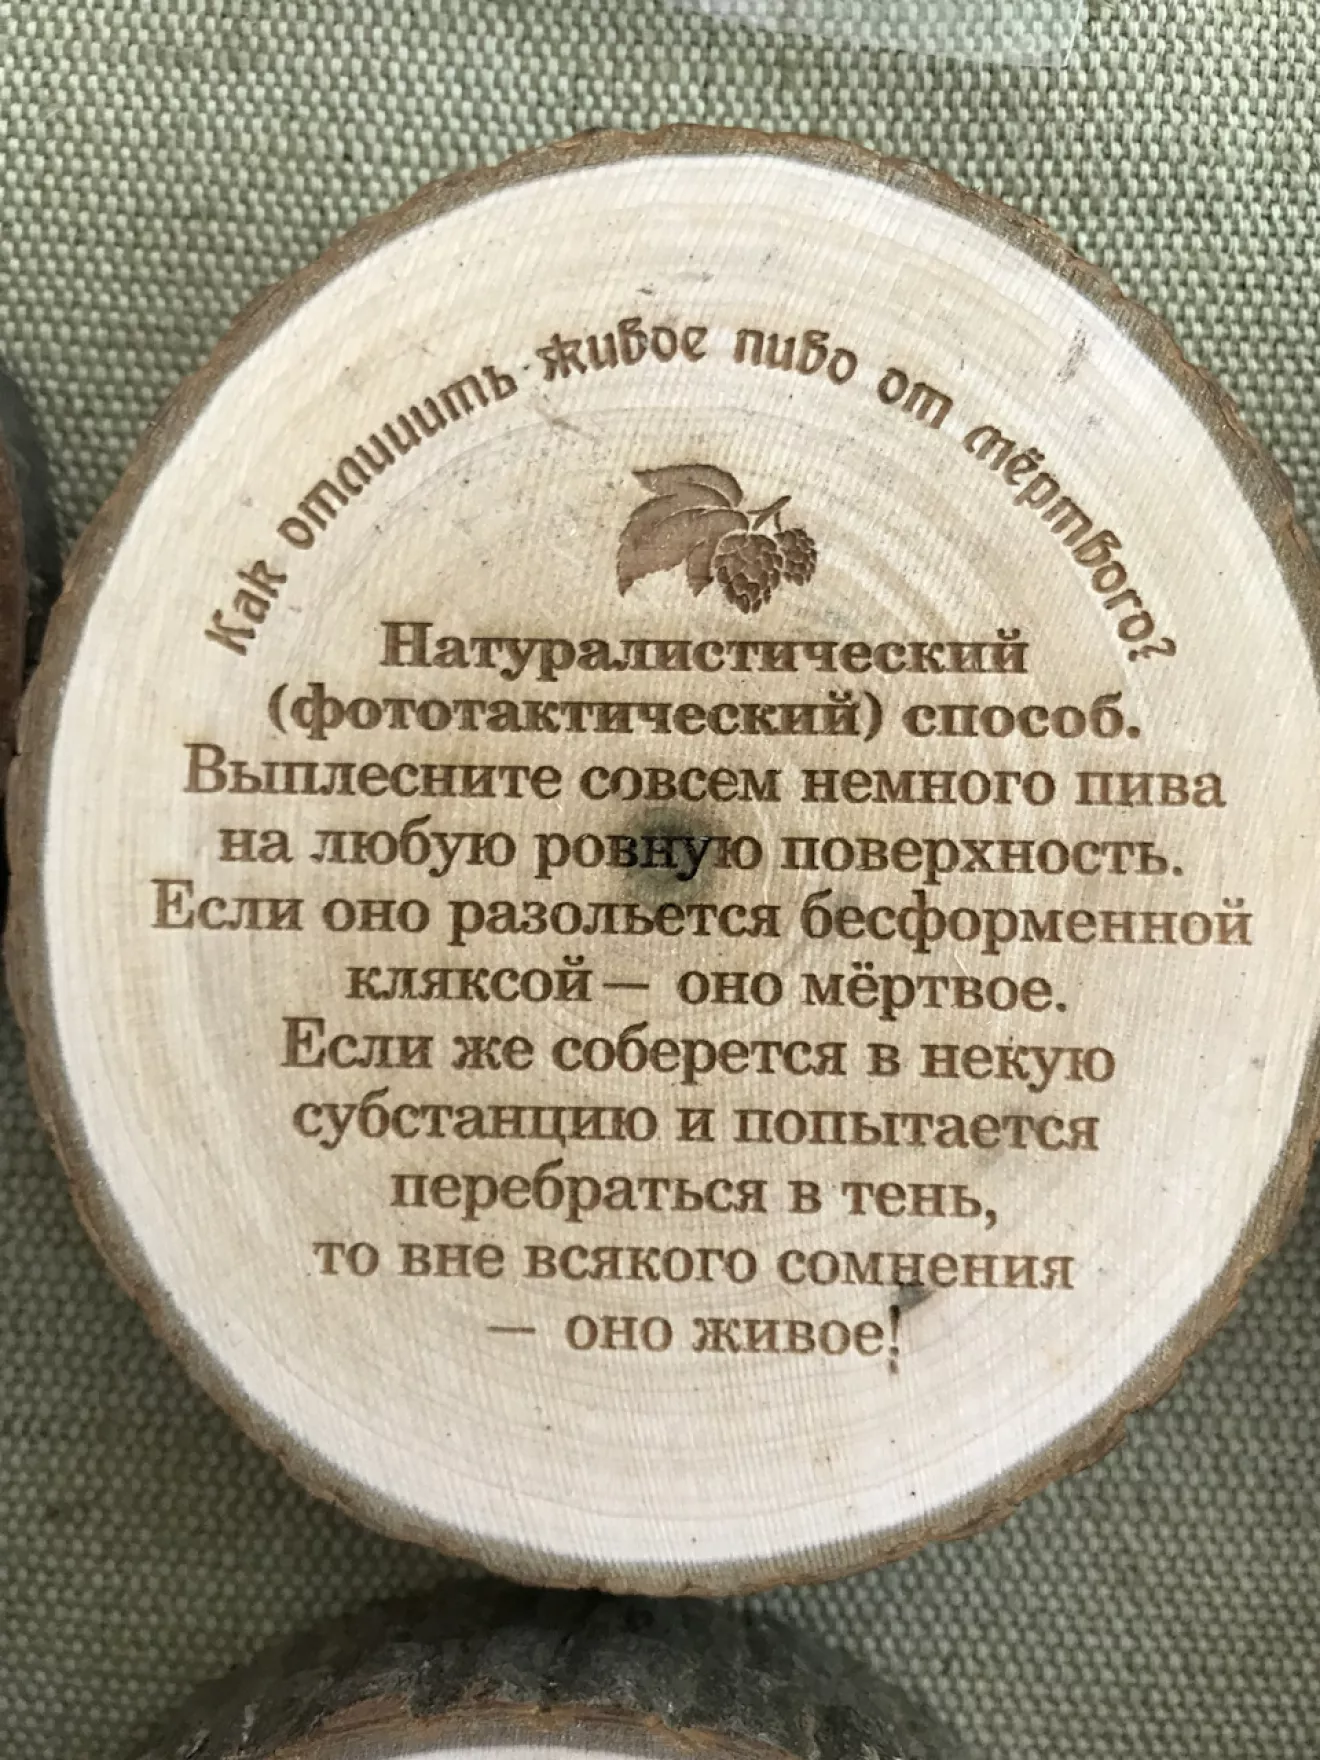 Как отличить живое пиво от мёртвого?
Натуралистический
(фототактический) способ.
Выплесните совсем немного пива
на любую ровную поверхность.
Если оно разольется бесформенной
кляксой — оно мёртвое.
Если же соберется в некую
субстанцию и попытается
перебраться в тень,
то вне всякого сомнения
— оно живое!